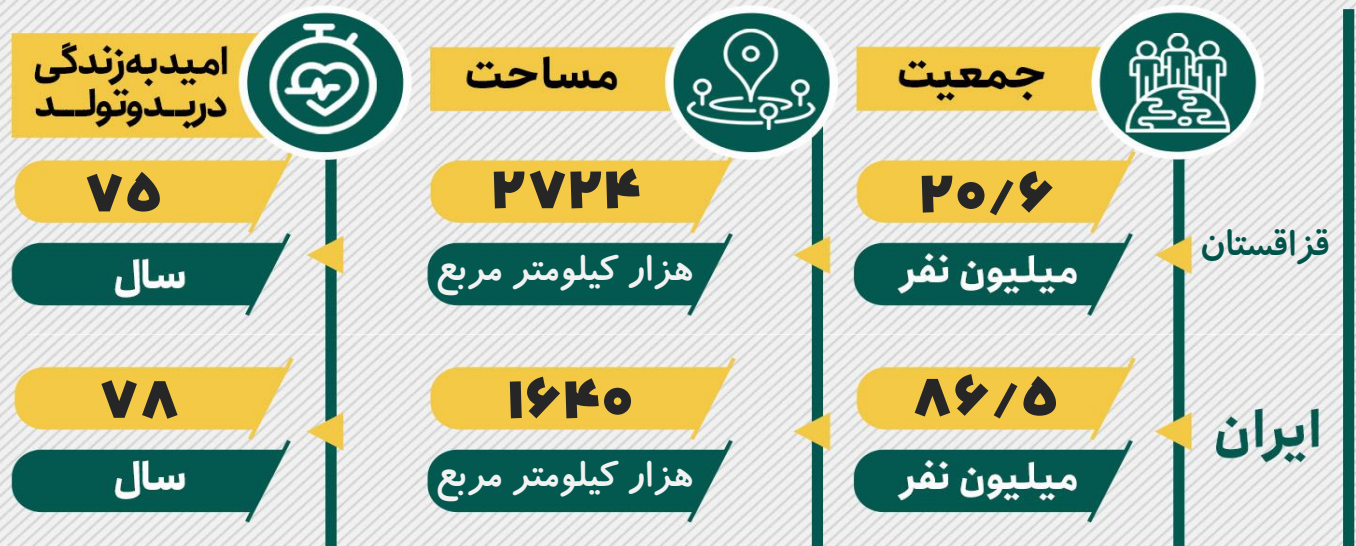 جمعیت
مساحت
امیدبه‌زندگی
دربدوتولد
قزاقستان
۲۰/۶
میلیون نفر
۲۷۲۴
هزار کیلومتر مربع
۷۵
سال
ایران
۸۶/۵
میلیون نفر
۱۶۴۰
هزار کیلومتر مربع
۷۸
سال